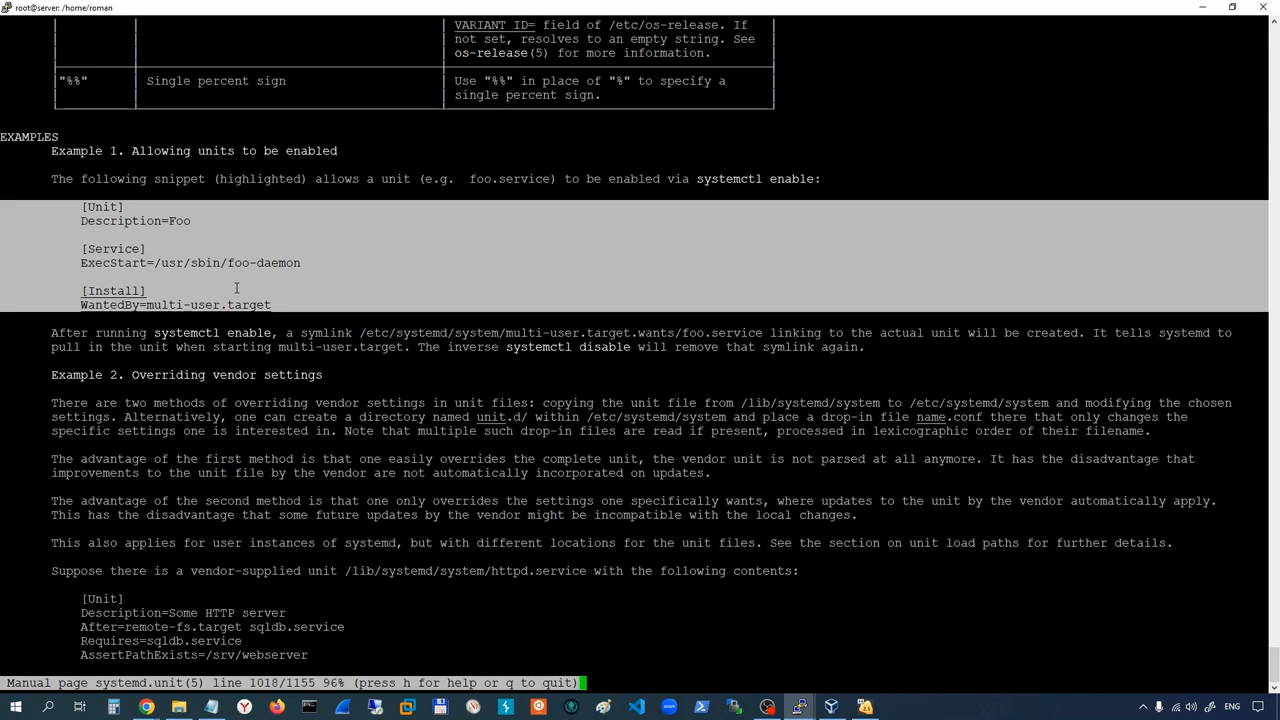 root@server: /home/roman
VARIANT_ID= field of /etc/os-release. If
not set, resolves to an empty string. See
os-release(5) for more information.
"%%" Single percent sign Use "%%" in place of "%" to specify a
single percent sign.
EXAMPLES
Example 1. Allowing units to be enabled
The following snippet (highlighted) allows a unit (e.g. foo.service) to be enabled via systemctl enable:
[Unit]
Description=Foo
[Service]
ExecStart=/usr/sbin/foo-daemon
[Install]
WantedBy=multi-user.target
After running systemctl enable, a symlink /etc/systemd/system/multi-user.target.wants/foo.service linking to the actual unit will be created. It tells systemd to
pull in the unit when starting multi-user.target. The inverse systemctl disable will remove that symlink again.
Example 2. Overriding vendor settings
There are two methods of overriding vendor settings in unit files: copying the unit file from /lib/systemd/system to /etc/systemd/system and modifying the chosen
settings. Alternatively, one can create a directory named unit.d/ within /etc/systemd/system and place a drop-in file name.conf there that only changes the
specific settings one is interested in. Note that multiple such drop-in files are read if present, processed in lexicographic order of their filename.
The advantage of the first method is that one easily overrides the complete unit, the vendor unit is not parsed at all anymore. It has the disadvantage that
improvements to the unit file by the vendor are not automatically incorporated on updates.
The advantage of the second method is that one only overrides the settings one specifically wants, where updates to the unit by the vendor automatically apply.
This has the disadvantage that some future updates by the vendor might be incompatible with the local changes.
This also applies for user instances of systemd, but with different locations for the unit files. See the section on unit load paths for further details.
Suppose there is a vendor-supplied unit /lib/systemd/system/httpd.service with the following contents:
[Unit]
Description=Some HTTP server
After=remote-fs.target sqldb.service
Requires=sqldb.service
AssertPathExists=/srv/webserver
Manual page systemd.unit(5) line 1018/1155 96% (press h for help or q to quit)
ENG